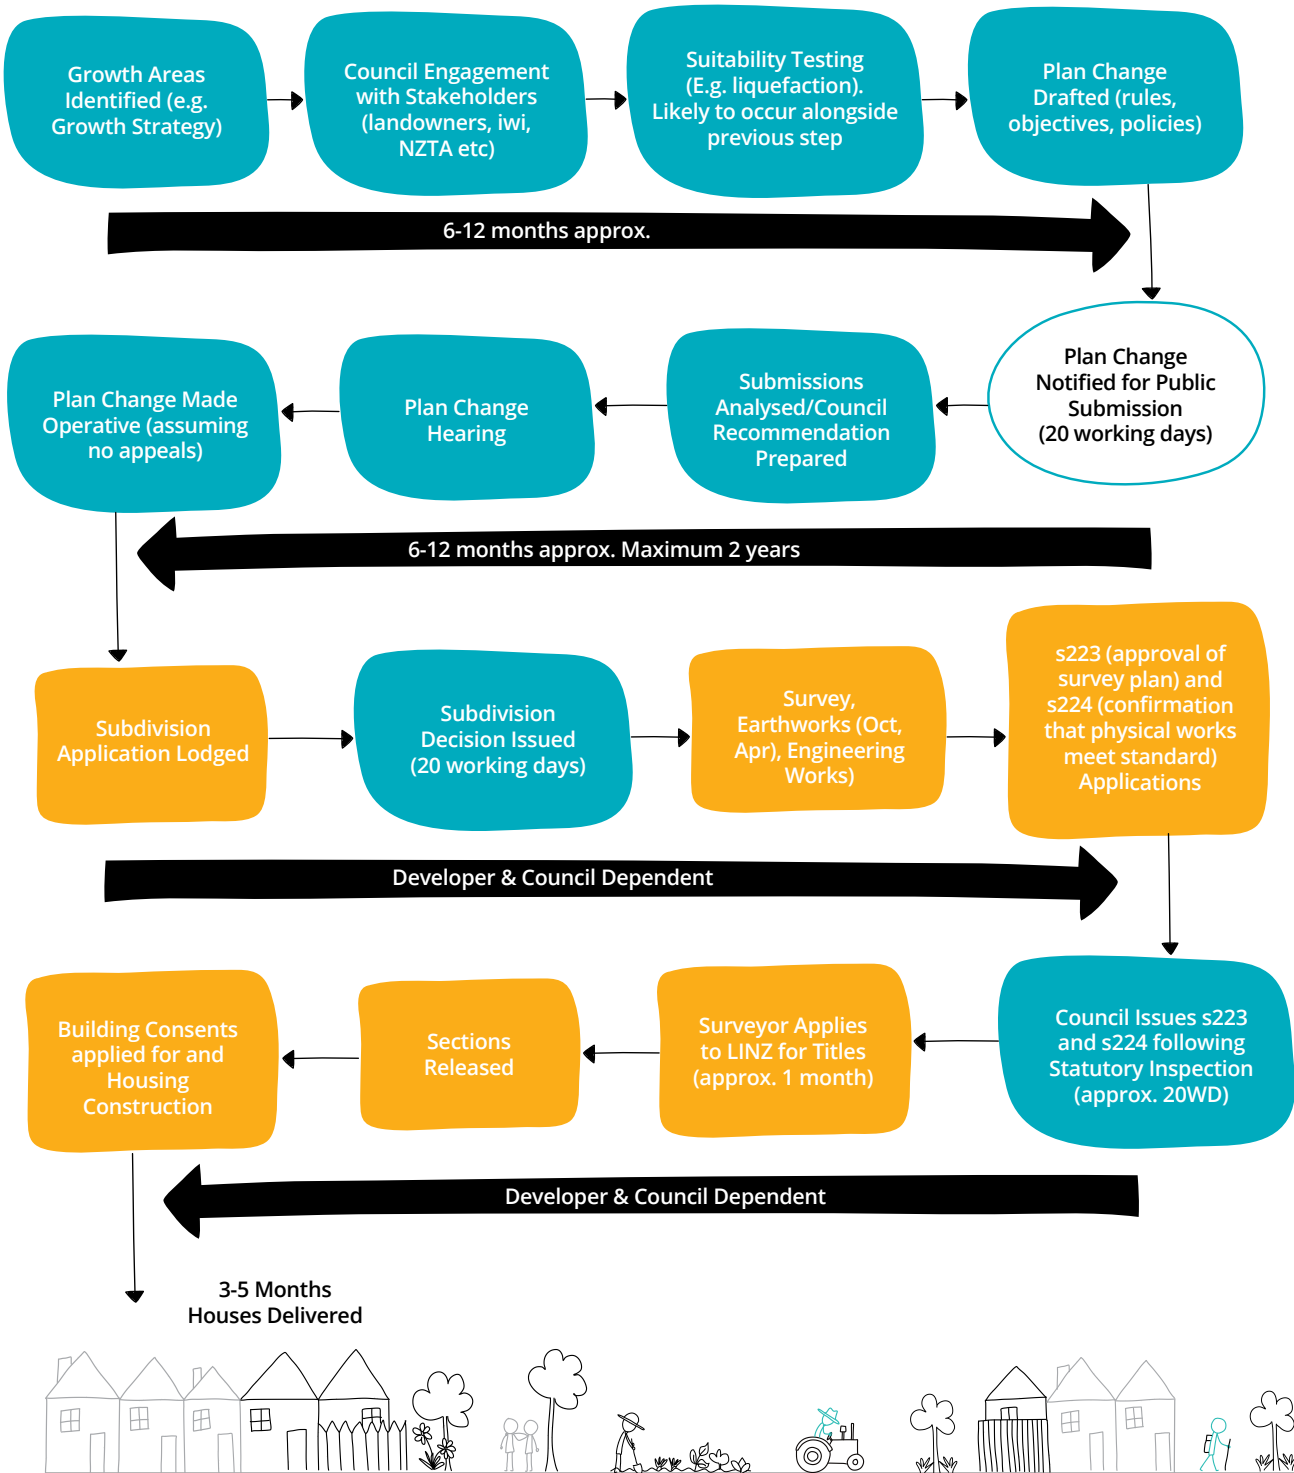 Growth Areas
Identified (e.g.
Growth Strategy)
Council Engagement
with Stakeholders
(landowners, iwi,
NZTA etc)
Suitability Testing
(E.g. liquefaction).
Likely to occur alongside
previous step
Plan Change
Drafted (rules,
objectives, policies)
6-12 months approx.
Plan Change
Notified for Public
Submission
(20 working days)
Submissions
Analysed/Council
Recommendation
Prepared
Plan Change
Hearing
Plan Change Made
Operative (assuming
no appeals)
6-12 months approx. Maximum 2 years
Subdivision
Application Lodged
Subdivision
Decision Issued
(20 working days)
Survey,
Earthworks (Oct,
Apr), Engineering
Works)
s223 (approval of
survey plan) and
s224 (confirmation
that physical works
meet standard)
Applications
Developer & Council Dependent
Council Issues s223
and s224 following
Statutory Inspection
(approx. 20WD)
Surveyor Applies
to LINZ for Titles
(approx. 1 month)
Sections
Released
Building Consents
applied for and
Housing
Construction
Developer & Council Dependent
3-5 Months
Houses Delivered